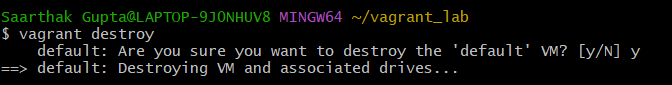 Saarthak Gupta@LAPTOP-9JONHUV8 MINGW64 ~/vagrant_lab
$ vagrant destroy
    default: Are you sure you want to destroy the 'default' VM? [y/N] y
==> default: Destroying VM and associated drives...